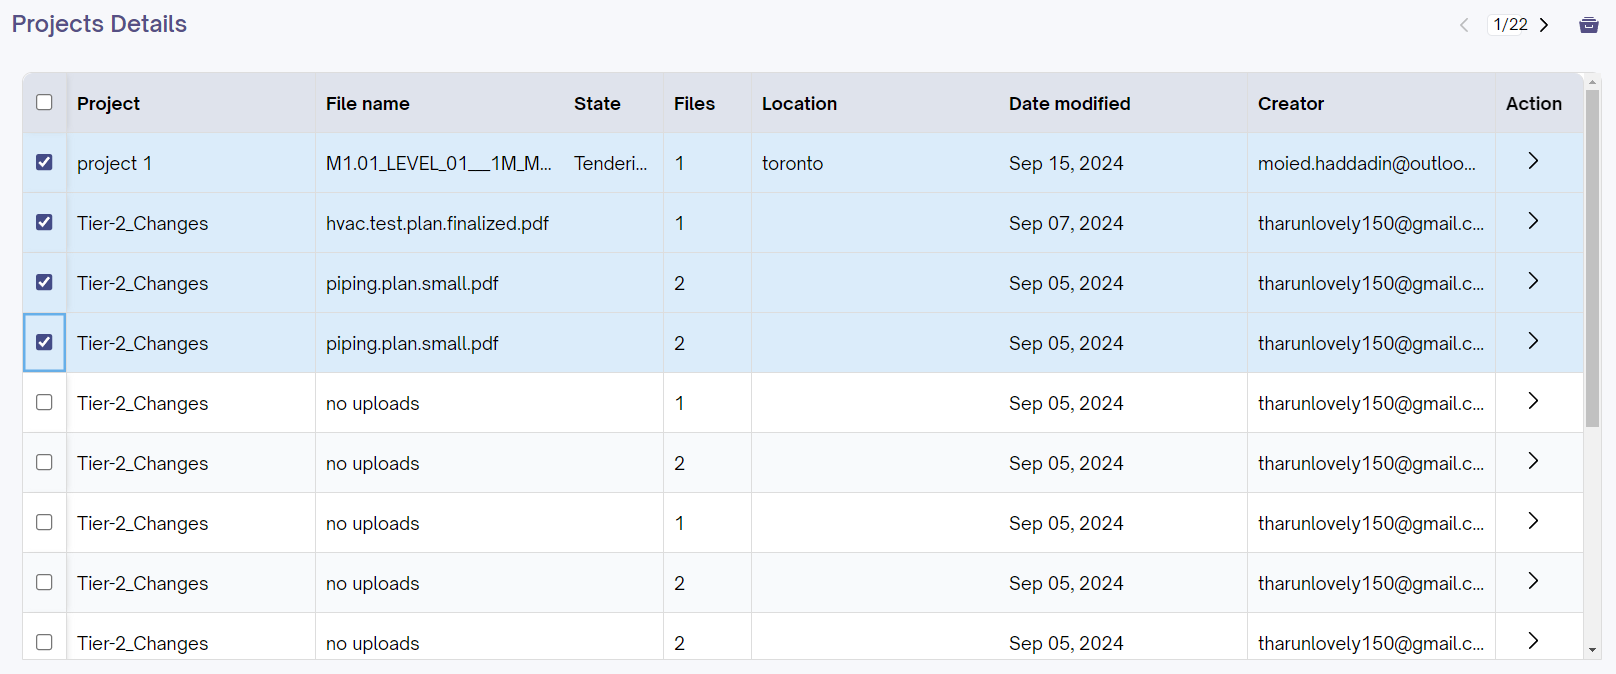 Projects Details
1/22
Project File name State Files Location Date modified Creator Action
project 1 M1.01_LEVEL_01___1M_M... Tenderi... 1 toronto Sep 15, 2024 moied.haddadin@outloo...
Tier-2_Changes hvac.test.plan.finalized.pdf 1 Sep 07, 2024 tharunlovely150@gmail.c...
Tier-2_Changes piping.plan.small.pdf 2 Sep 05, 2024 tharunlovely150@gmail.c...
Tier-2_Changes piping.plan.small.pdf 2 Sep 05, 2024 tharunlovely150@gmail.c...
Tier-2_Changes no uploads 1 Sep 05, 2024 tharunlovely150@gmail.c...
Tier-2_Changes no uploads 2 Sep 05, 2024 tharunlovely150@gmail.c...
Tier-2_Changes no uploads 1 Sep 05, 2024 tharunlovely150@gmail.c...
Tier-2_Changes no uploads 2 Sep 05, 2024 tharunlovely150@gmail.c...
Tier-2_Changes no uploads 2 Sep 05, 2024 tharunlovely150@gmail.c...